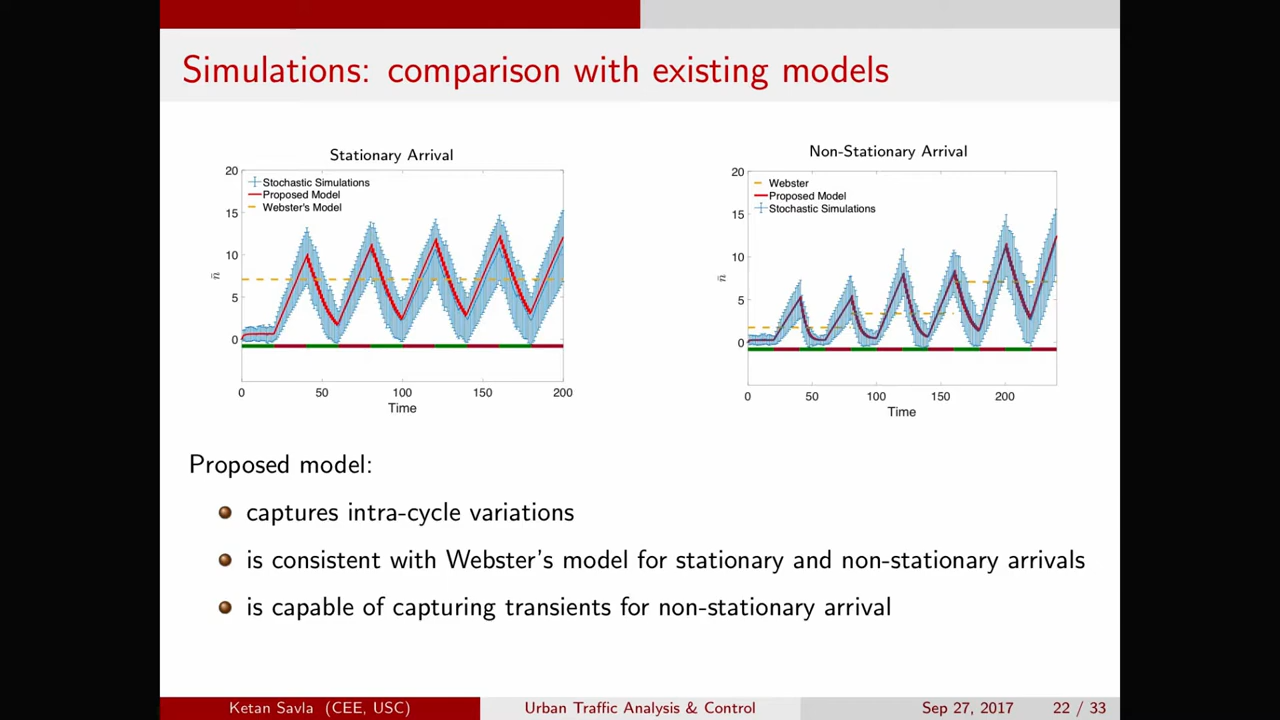 Simulations: comparison with existing models
Stationary Arrival
20
15
10
5
0
n̄
Stochastic Simulations
Proposed Model
Webster's Model
0 50 100 150 200
Time
Non-Stationary Arrival
20
15
10
5
0
n̄
Webster
Proposed Model
Stochastic Simulations
0 50 100 150 200
Time
Proposed model:
captures intra-cycle variations
is consistent with Webster's model for stationary and non-stationary arrivals
is capable of capturing transients for non-stationary arrival
Ketan Savla (CEE, USC) Urban Traffic Analysis & Control Sep 27, 2017 22 / 33